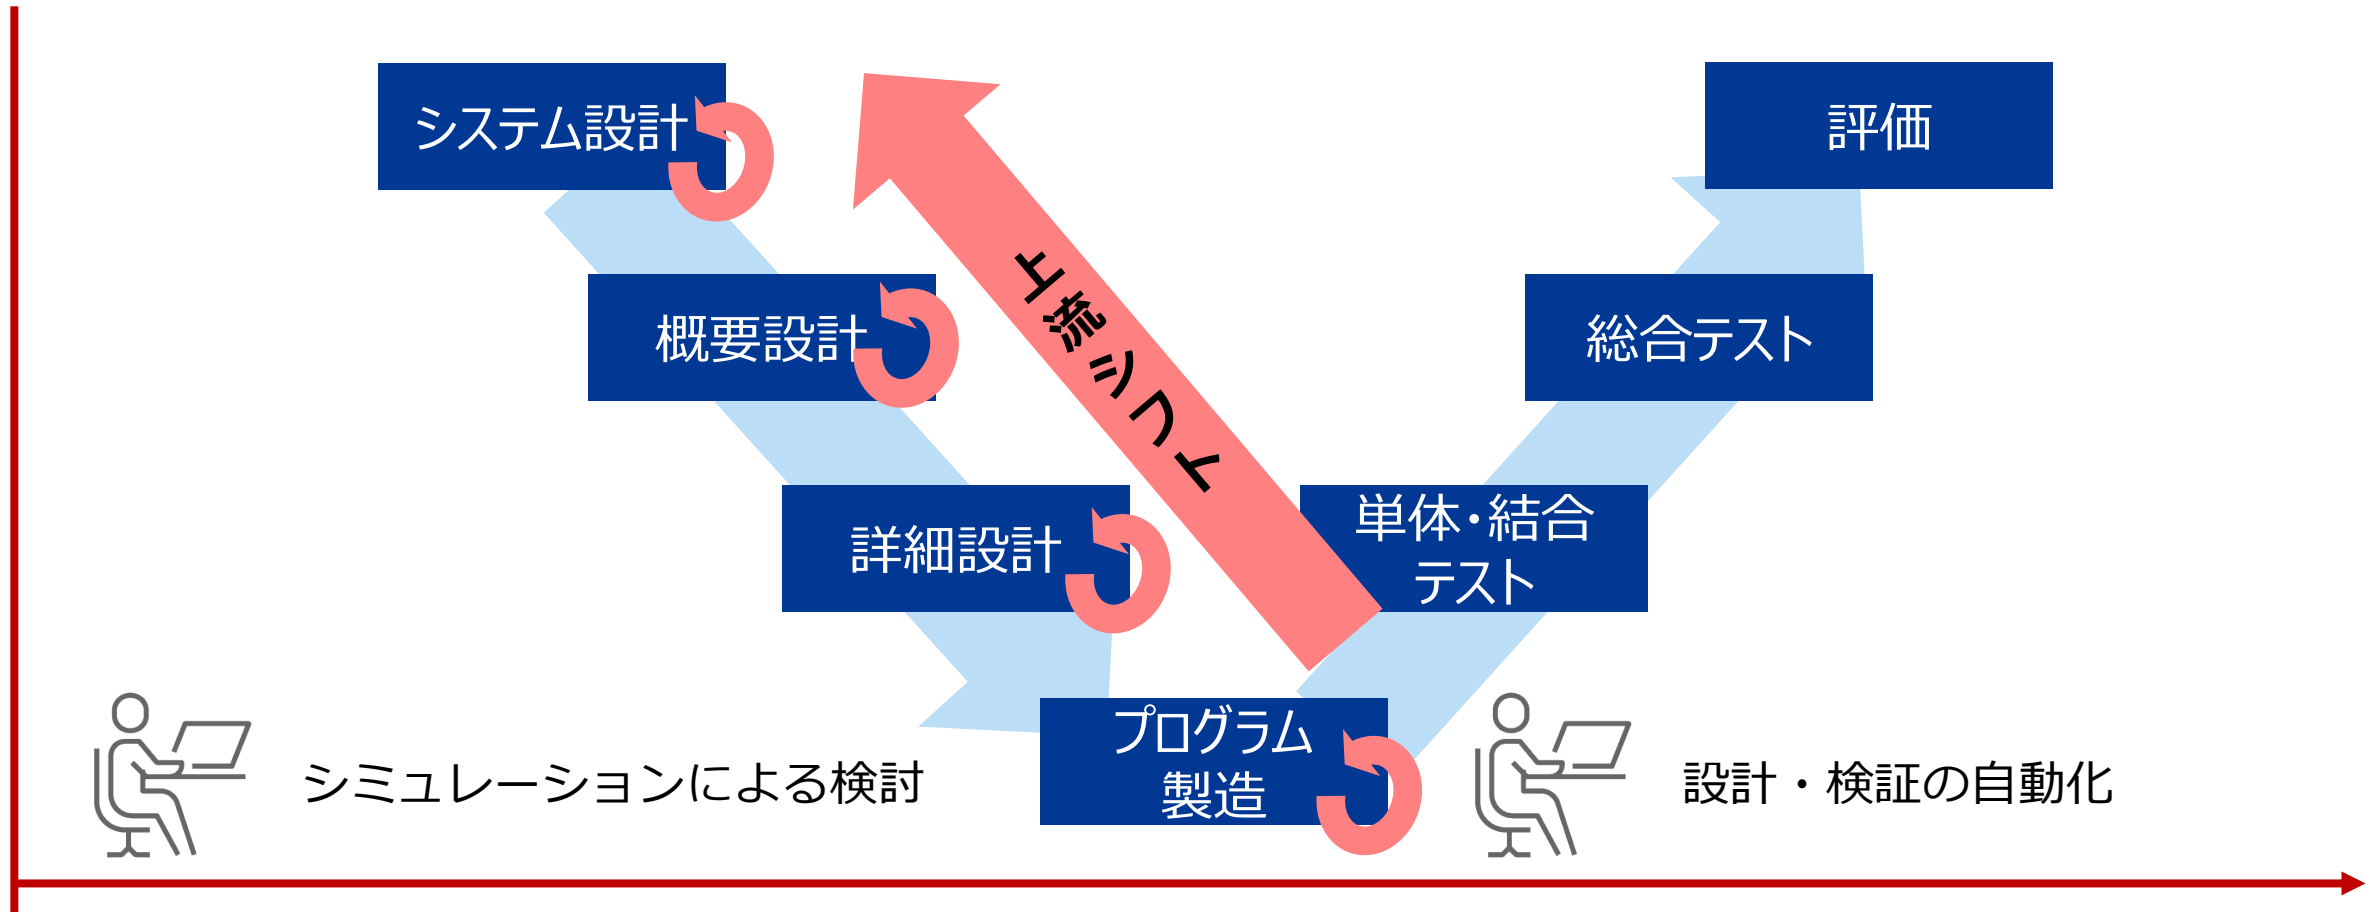 システム設計
評価
概要設計
上流シフト
総合テスト
詳細設計
単体・結合
テスト
プログラム
製造
シミュレーションによる検討
設計・検証の自動化